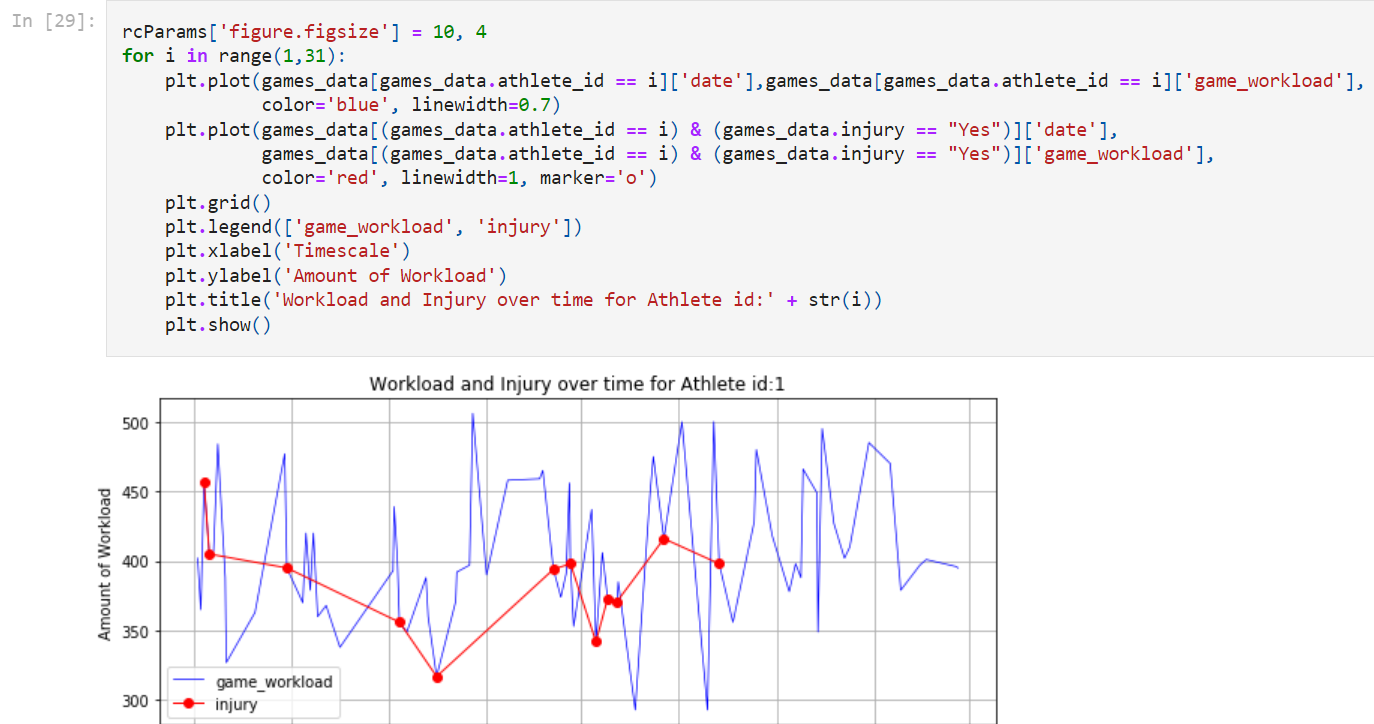 In [29]:
rcParams['figure.figsize'] = 10, 4
for i in range(1,31):
    plt.plot(games_data[games_data.athlete_id == i]['date'],games_data[games_data.athlete_id == i]['game_workload'],
             color='blue', linewidth=0.7)
    plt.plot(games_data[(games_data.athlete_id == i) & (games_data.injury == "Yes")]['date'],
             games_data[(games_data.athlete_id == i) & (games_data.injury == "Yes")]['game_workload'],
             color='red', linewidth=1, marker='o')
    plt.grid()
    plt.legend(['game_workload', 'injury'])
    plt.xlabel('Timescale')
    plt.ylabel('Amount of Workload')
    plt.title('Workload and Injury over time for Athlete id:' + str(i))
    plt.show()
Workload and Injury over time for Athlete id:1
Amount of Workload
500
450
400
350
300
game_workload
injury